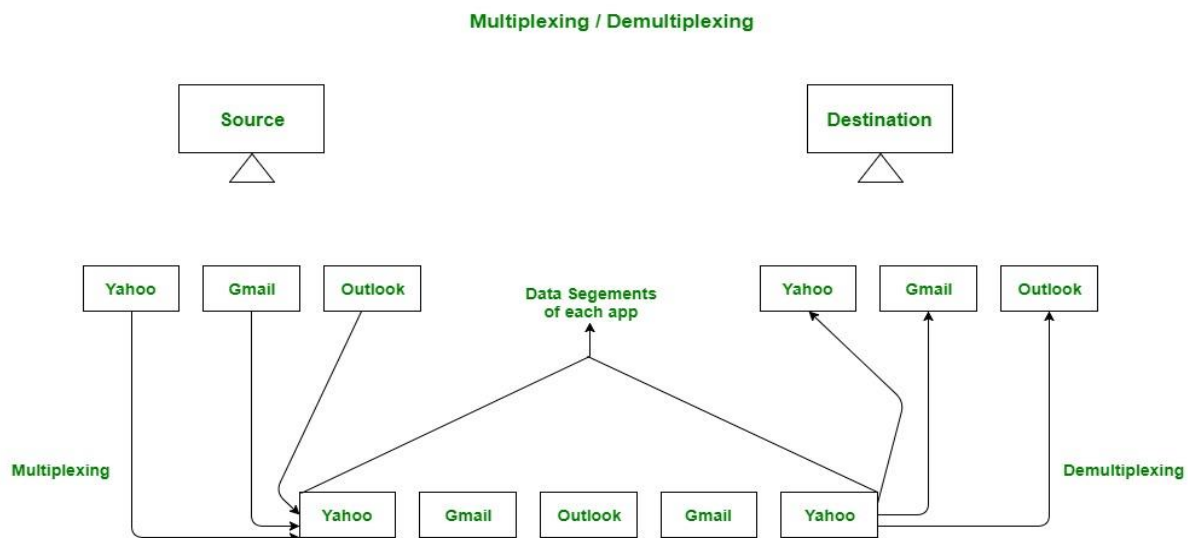 Multiplexing / Demultiplexing
Source
Destination
Yahoo
Gmail
Outlook
Data Segements
of each app
Yahoo
Gmail
Outlook
Multiplexing
Demultiplexing
Yahoo
Gmail
Outlook
Gmail
Yahoo